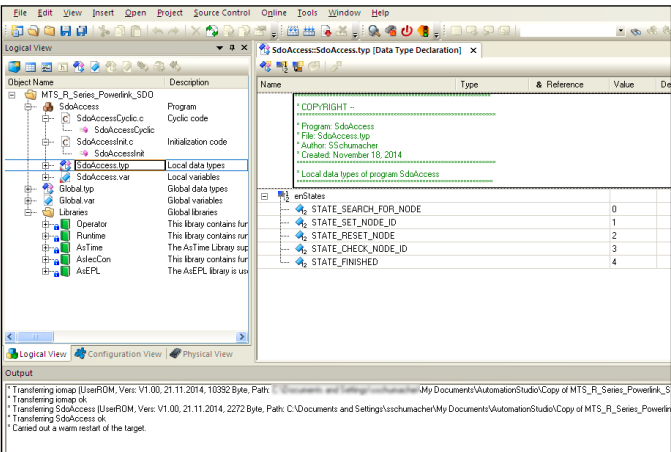 File Edit View Insert Open Project Source Control Online Tools Window Help
Logical View
SdoAccess::SdoAccess.typ [Data Type Declaration]
Object Name Description
Name Type & Reference Value De
MTS_R_Series_Powerlink_SDO
SdoAccess Program
SdoAccessCyclic.c Cyclic code
SdoAccessCyclic
SdoAccessInit.c Initialization code
SdoAccessInit
SdoAccess.typ Local data types
SdoAccess.var Local variables
Global.typ Global data types
Global.var Global variables
Libraries Global libraries
Operator This library contains fun
Runtime This library contains fun
AsTime The AsTime Library sup
AsIecCon This library contains fun
AsEPL The AsEPL library is use
* COPYRIGHT --
* Program: SdoAccess
* File: SdoAccess.typ
* Author: SSchumacher
* Created: November 18, 2014
* Local data types of program SdoAccess
enStates
STATE_SEARCH_FOR_NODE 0
STATE_SET_NODE_ID 1
STATE_RESET_NODE 2
STATE_CHECK_NODE_ID 3
STATE_FINISHED 4
Logical View Configuration View Physical View
Output
* Transferring iomap (UserROM, Vers: V1.00, 21.11.2014, 10392 Byte, Path: \My Documents\AutomationStudio\Copy of MTS_R_Series_Powerlink_S
* Transferring iomap ok
* Transferring SdoAccess (UserROM, Vers: V1.00, 21.11.2014, 2272 Byte, Path: C:\Documents and Settings\sschumacher\My Documents\AutomationStudio\Copy of MTS_R_Series_Powerlin
* Transferring SdoAccess ok
* Carried out a warm restart of the target.